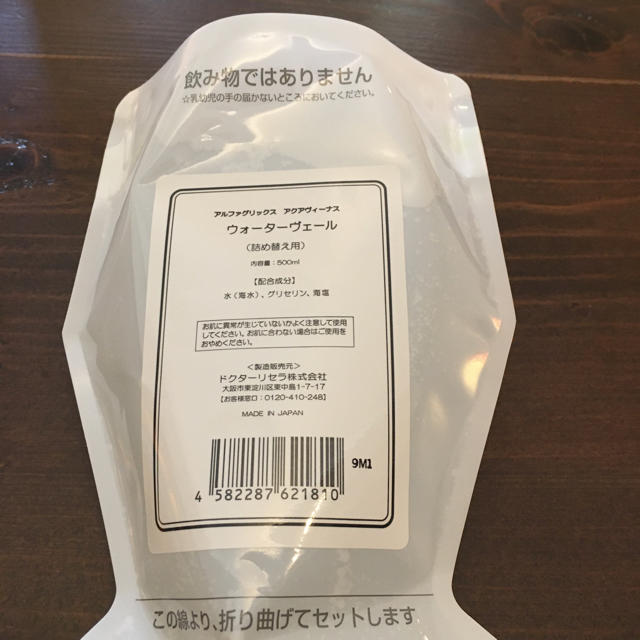 飲み物ではありません
☆乳幼児の手の届かないところにおいてください。
アルファグリックス アクアヴィーナス
ウォーターヴェール
(詰め替え用)
内容量:500ml
【配合成分】
水(海水)、グリセリン、海塩
お肌に異常が生じていないかよく注意して使用
してください。お肌に合わない場合はご使用を
おやめください。
<製造販売元>
ドクターリセラ株式会社
大阪市東淀川区東中島1-7-17
【お客様窓口:0120-410-248】
MADE IN JAPAN
9M1
4 582287 621810
この線より、折り曲げてセットします